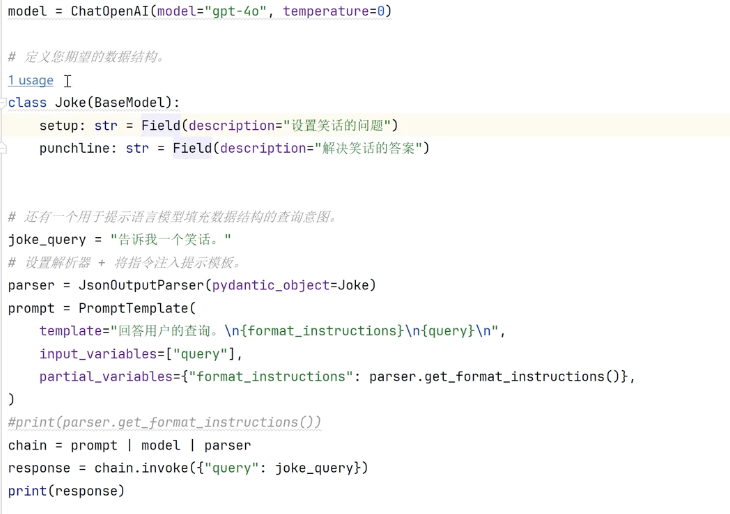 model = ChatOpenAI(model="gpt-4o", temperature=0)
# 定义您期望的数据结构。
1 usage
class Joke(BaseModel):
    setup: str = Field(description="设置笑话的问题")
    punchline: str = Field(description="解决笑话的答案")
# 还有一个用于提示语言模型填充数据结构的查询意图。
joke_query = "告诉我一个笑话。"
# 设置解析器 + 将指令注入提示模板。
parser = JsonOutputParser(pydantic_object=Joke)
prompt = PromptTemplate(
    template="回答用户的查询。\n{format_instructions}\n{query}\n",
    input_variables=["query"],
    partial_variables={"format_instructions": parser.get_format_instructions()},
)
#print(parser.get_format_instructions())
chain = prompt | model | parser
response = chain.invoke({"query": joke_query})
print(response)